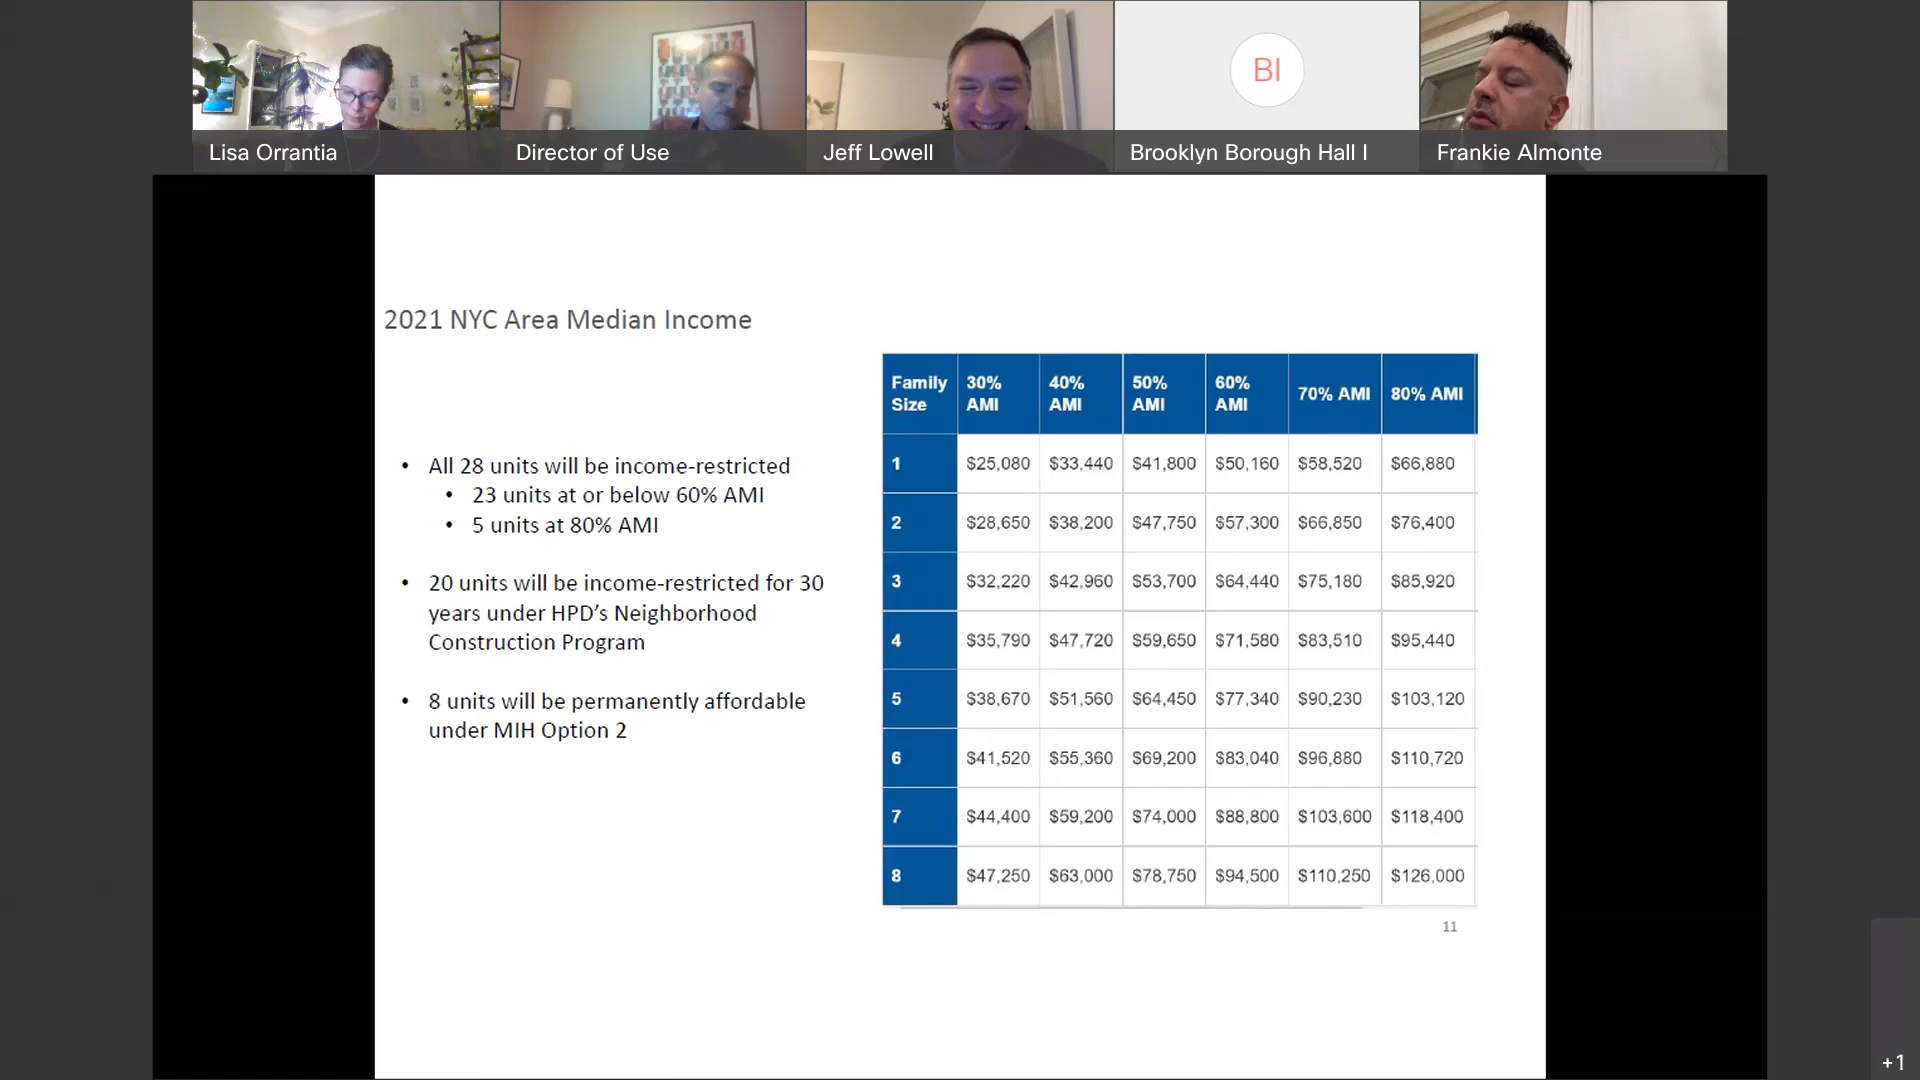 Lisa Orrantia
Director of Use
Jeff Lowell
BI
Brooklyn Borough Hall I
Frankie Almonte
2021 NYC Area Median Income
• All 28 units will be income-restricted
• 23 units at or below 60% AMI
• 5 units at 80% AMI
• 20 units will be income-restricted for 30
years under HPD's Neighborhood
Construction Program
• 8 units will be permanently affordable
under MIH Option 2
Family Size 30% AMI 40% AMI 50% AMI 60% AMI 70% AMI 80% AMI
1 $25,080 $33,440 $41,800 $50,160 $58,520 $66,880
2 $28,650 $38,200 $47,750 $57,300 $66,850 $76,400
3 $32,220 $42,960 $53,700 $64,440 $75,180 $85,920
4 $35,790 $47,720 $59,650 $71,580 $83,510 $95,440
5 $38,670 $51,560 $64,450 $77,340 $90,230 $103,120
6 $41,520 $55,360 $69,200 $83,040 $96,880 $110,720
7 $44,400 $59,200 $74,000 $88,800 $103,600 $118,400
8 $47,250 $63,000 $78,750 $94,500 $110,250 $126,000
11
+1